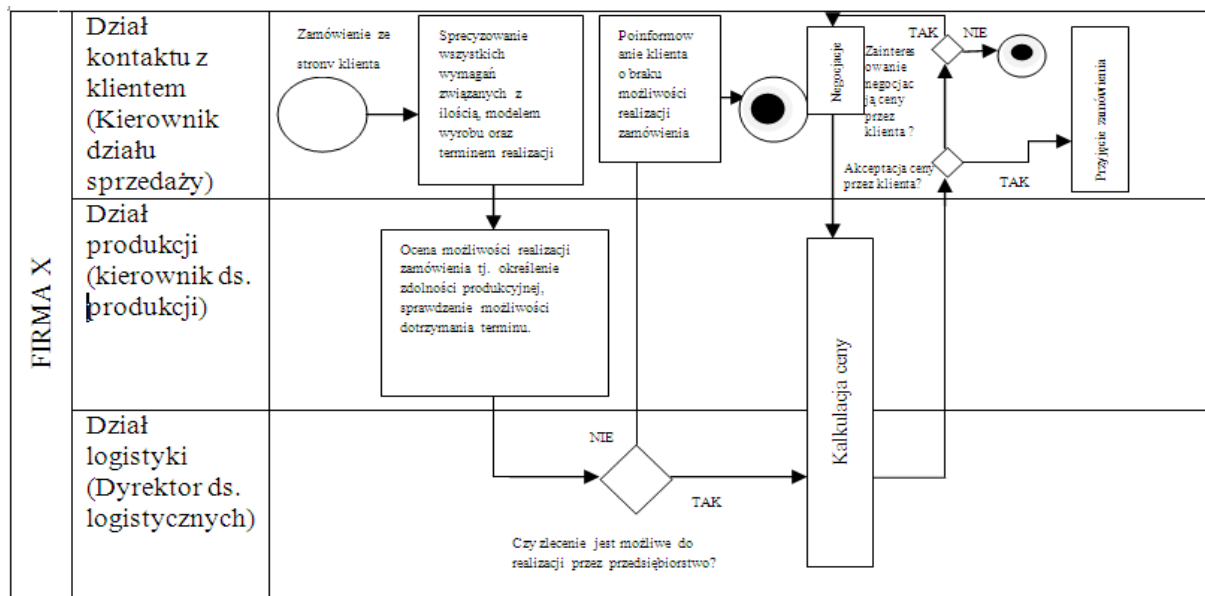 FIRMA X
Dział
kontaktu z
klientem
(Kierownik
działu
sprzedaży)
Zamówienie ze
strony klienta
Sprecyzowanie
wszystkich
wymagań
związanych z
ilością, modelem
wyrobu oraz
terminem realizacji
Poinformow
anie klienta
o braku
możliwości
realizacji
zamówienia
Negocjacje
TAK
NIE
Zainteres
owanie
negocjac
ją ceny
przez
klienta ?
Akceptacja ceny
przez klienta?
TAK
Przyjęcie zamówienia
Dział
produkcji
(kierownik ds.
produkcji)
Ocena możliwości realizacji
zamówienia tj. określenie
zdolności produkcyjnej,
sprawdzenie możliwości
dotrzymania terminu.
Kalkulacja ceny
Dział
logistyki
(Dyrektor ds.
logistycznych)
NIE
TAK
Czy zlecenie jest możliwe do
realizacji przez przedsiębiorstwo?